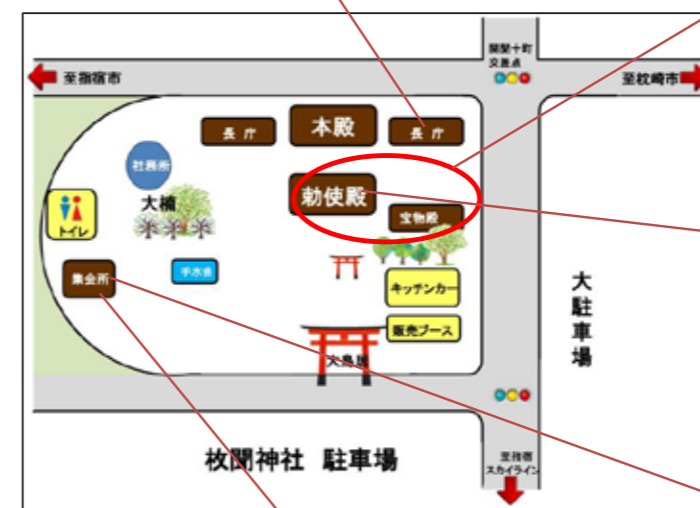 開聞十町
交差点
至指宿市
至枕崎市
長庁
本殿
長庁
社務所
勅使殿
大楠
宝物殿
トイレ
集会所
手水舎
キッチンカー
販売ブース
大鳥居
大駐車場
枚聞神社 駐車場
至指宿
スカイライン